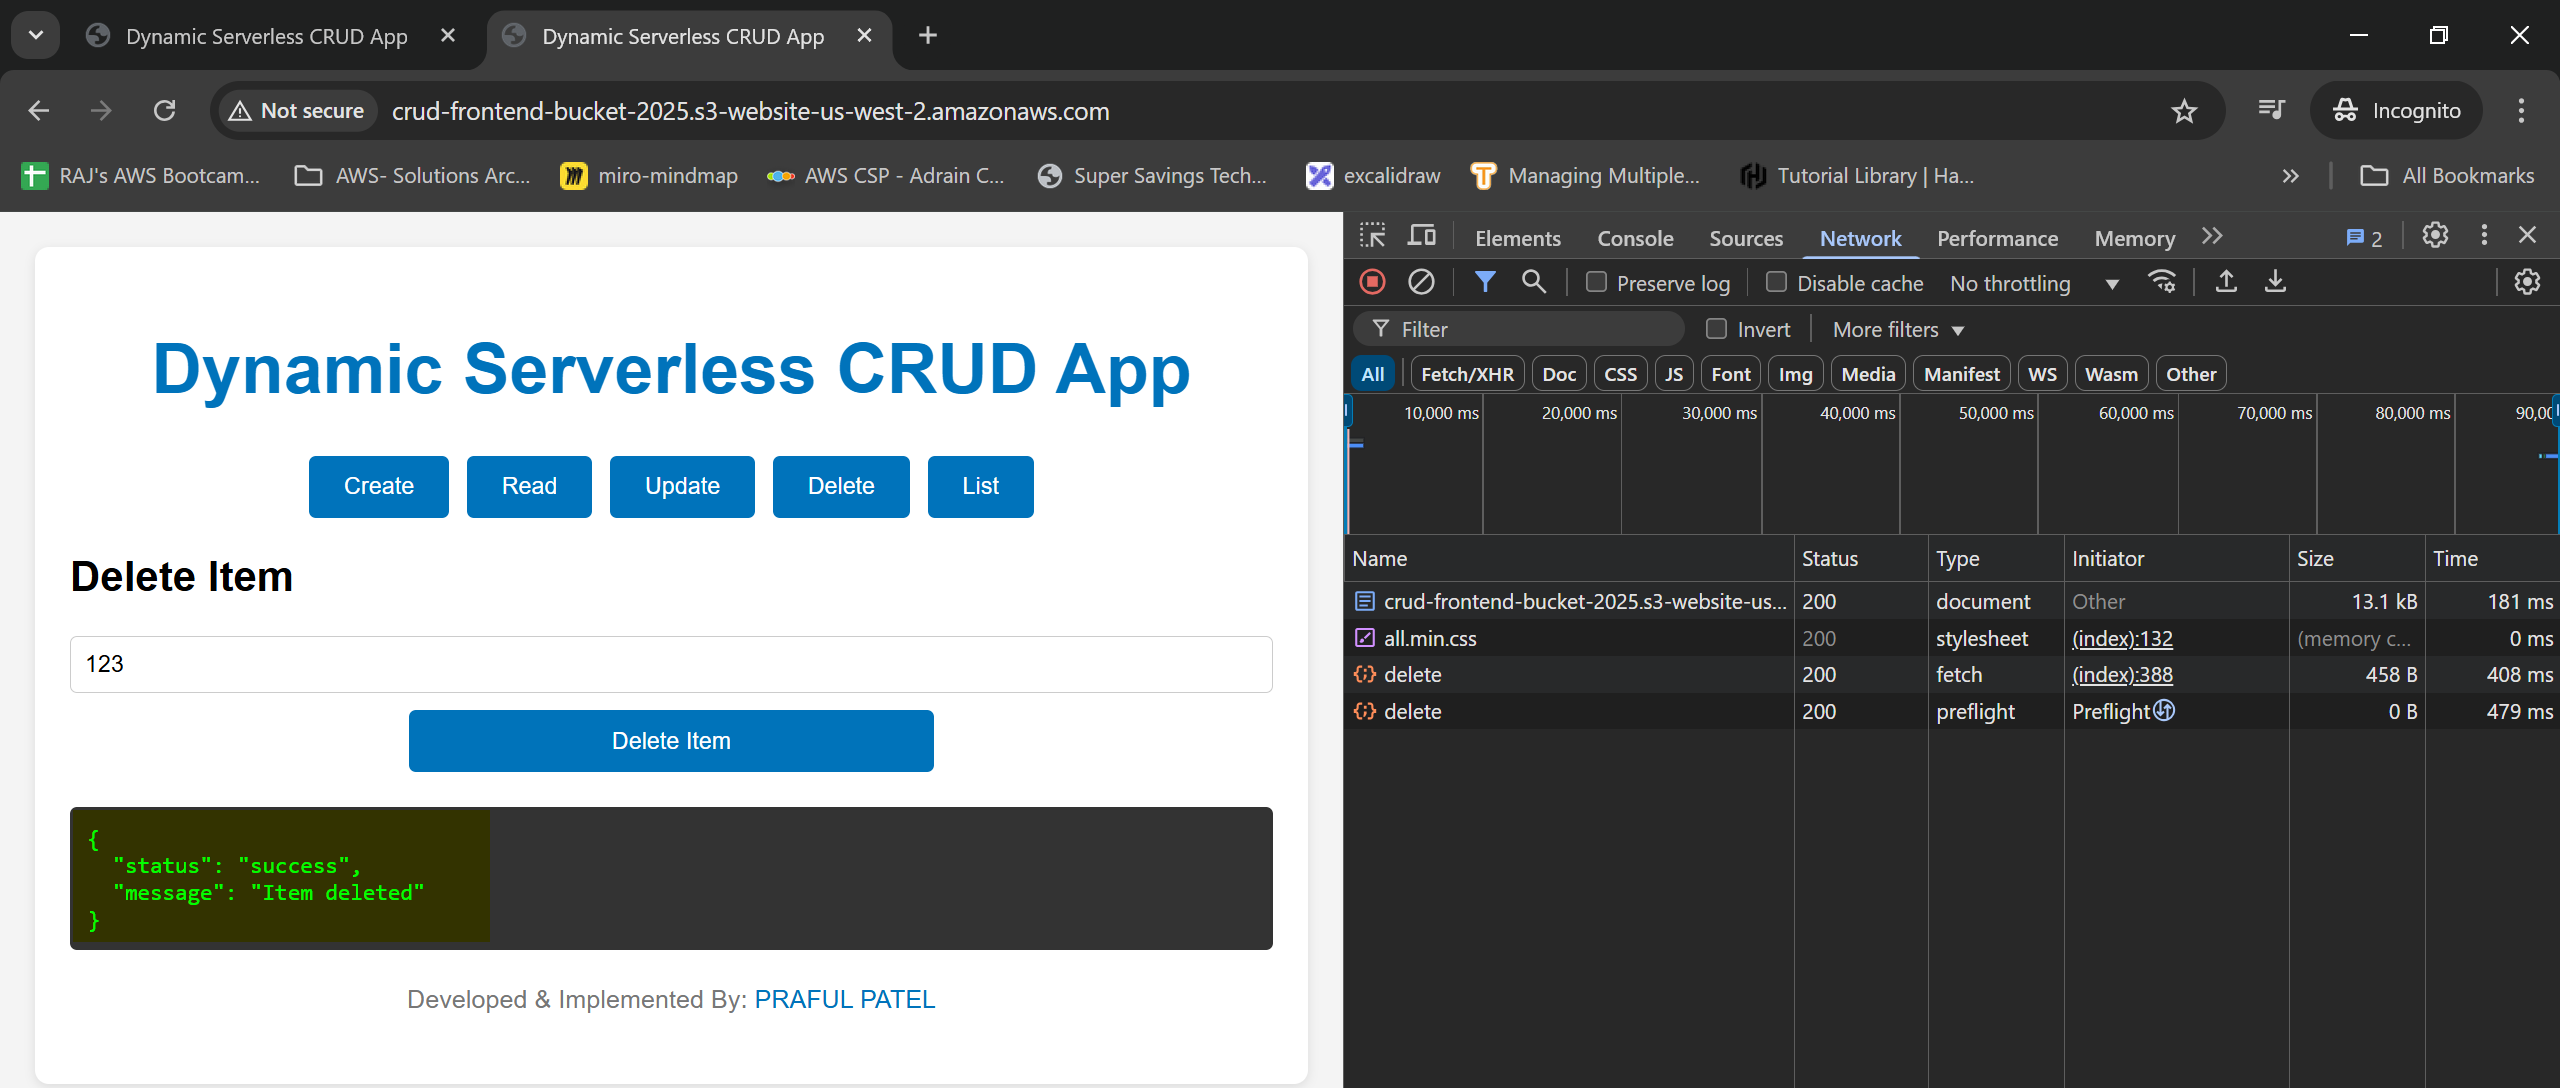 Dynamic Serverless CRUD App
Dynamic Serverless CRUD App
Not secure
crud-frontend-bucket-2025.s3-website-us-west-2.amazonaws.com
Incognito
RAJ's AWS Bootcam...
AWS- Solutions Arc...
miro-mindmap
AWS CSP - Adrain C...
Super Savings Tech...
excalidraw
Managing Multiple...
Tutorial Library | Ha...
All Bookmarks
Dynamic Serverless CRUD App
Create Read Update Delete List
Delete Item
123
Delete Item
{
"status": "success",
"message": "Item deleted"
}
Developed & Implemented By: PRAFUL PATEL
Elements Console Sources Network Performance Memory 2
Preserve log Disable cache No throttling
Filter Invert More filters
All Fetch/XHR Doc CSS JS Font Img Media Manifest WS Wasm Other
10,000 ms 20,000 ms 30,000 ms 40,000 ms 50,000 ms 60,000 ms 70,000 ms 80,000 ms 90,00
Name Status Type Initiator Size Time
crud-frontend-bucket-2025.s3-website-us... 200 document Other 13.1 kB 181 ms
all.min.css 200 stylesheet (index):132 (memory c... 0 ms
delete 200 fetch (index):388 458 B 408 ms
delete 200 preflight Preflight 0 B 479 ms